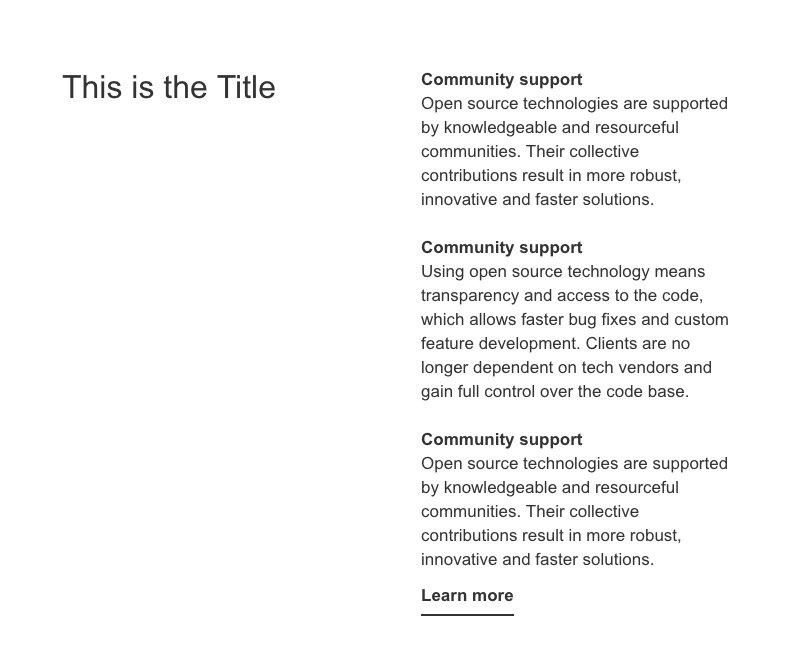 This is the Title
Community support
Open source technologies are supported
by knowledgeable and resourceful
communities. Their collective
contributions result in more robust,
innovative and faster solutions.
Community support
Using open source technology means
transparency and access to the code,
which allows faster bug fixes and custom
feature development. Clients are no
longer dependent on tech vendors and
gain full control over the code base.
Community support
Open source technologies are supported
by knowledgeable and resourceful
communities. Their collective
contributions result in more robust,
innovative and faster solutions.
Learn more